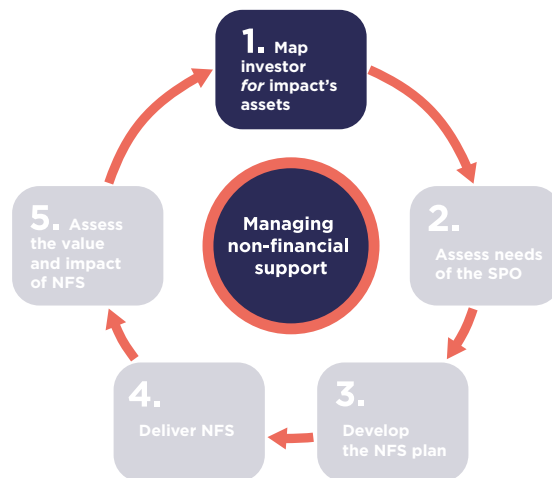 1. Map
investor
for impact's
assets
2.
Assess needs
of the SPO
3.
Develop
the NFS plan
4.
Deliver NFS
5. Assess
the value
and impact
of NFS
Managing
non-financial
support